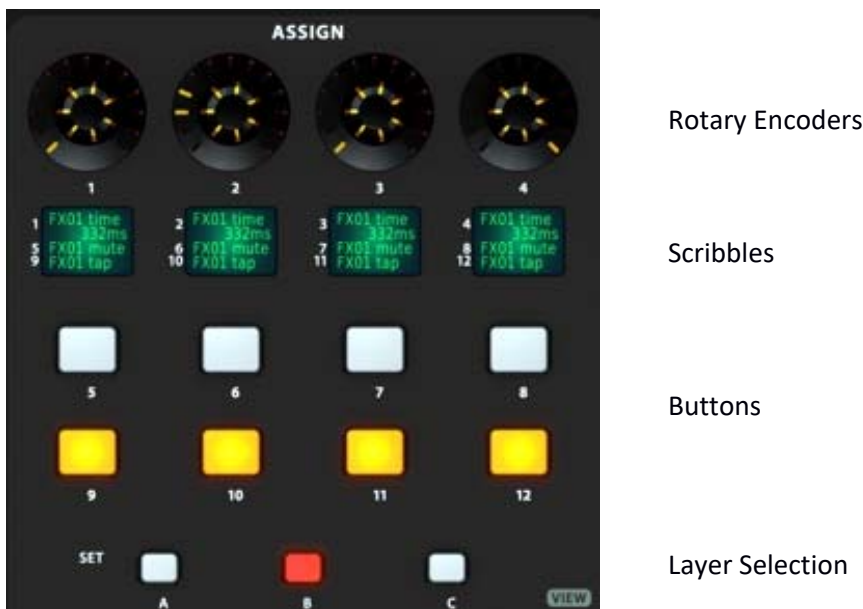 ASSIGN
Rotary Encoders
1 2 3 4
1 FX01 time 2 FX01 time 3 FX01 time 4 FX01 time
332ms 332ms 332ms 332ms
5 FX01 mute 6 FX01 mute 7 FX01 mute 8 FX01 mute
9 FX01 tap 10 FX01 tap 11 FX01 tap 12 FX01 tap
Scribbles
5 6 7 8
Buttons
9 10 11 12
SET
Layer Selection
A B C VIEW